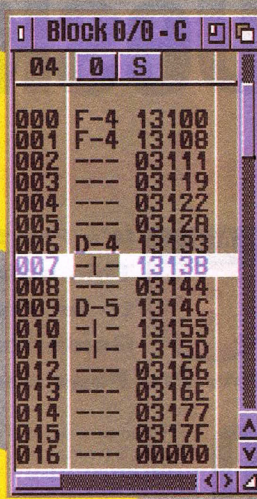 Block 0/0 - C
04 0 S
000 F-4 13100
001 F-4 13108
002 --- 03111
003 --- 03119
004 --- 03122
005 --- 0312A
006 D-4 13133
007 -|- 1313B
008 --- 03144
009 D-5 1314C
010 -|- 13155
011 -|- 1315D
012 --- 03166
013 --- 0316E
014 --- 03177
015 --- 0317F
016 --- 00000